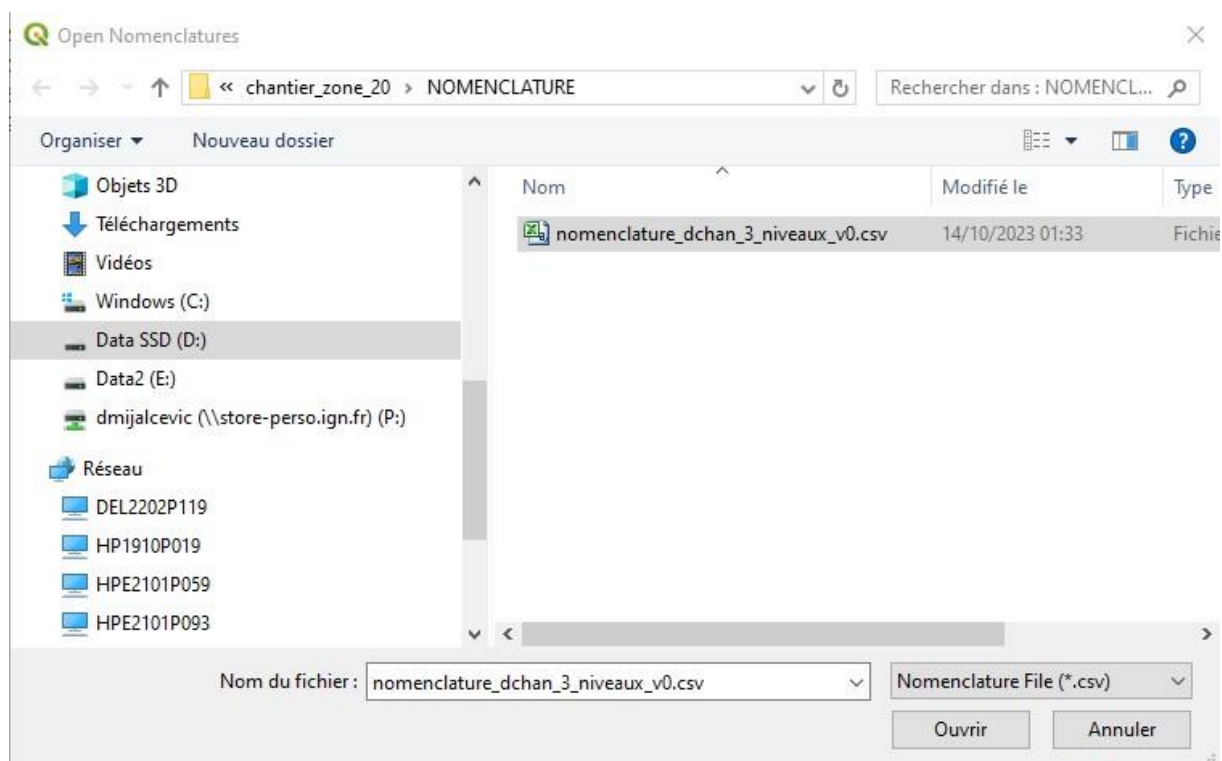 Open Nomenclatures
« chantier_zone_20 › NOMENCLATURE
Rechercher dans : NOMENCL...
Organiser
Nouveau dossier
Objets 3D
Téléchargements
Vidéos
Windows (C:)
Data SSD (D:)
Data2 (E:)
dmijalcevic (\\store-perso.ign.fr) (P:)
Réseau
DEL2202P119
HP1910P019
HPE2101P059
HPE2101P093
Nom Modifié le Type
nomenclature_dchan_3_niveaux_v0.csv 14/10/2023 01:33 Fichie
Nom du fichier : nomenclature_dchan_3_niveaux_v0.csv Nomenclature File (*.csv)
Ouvrir Annuler